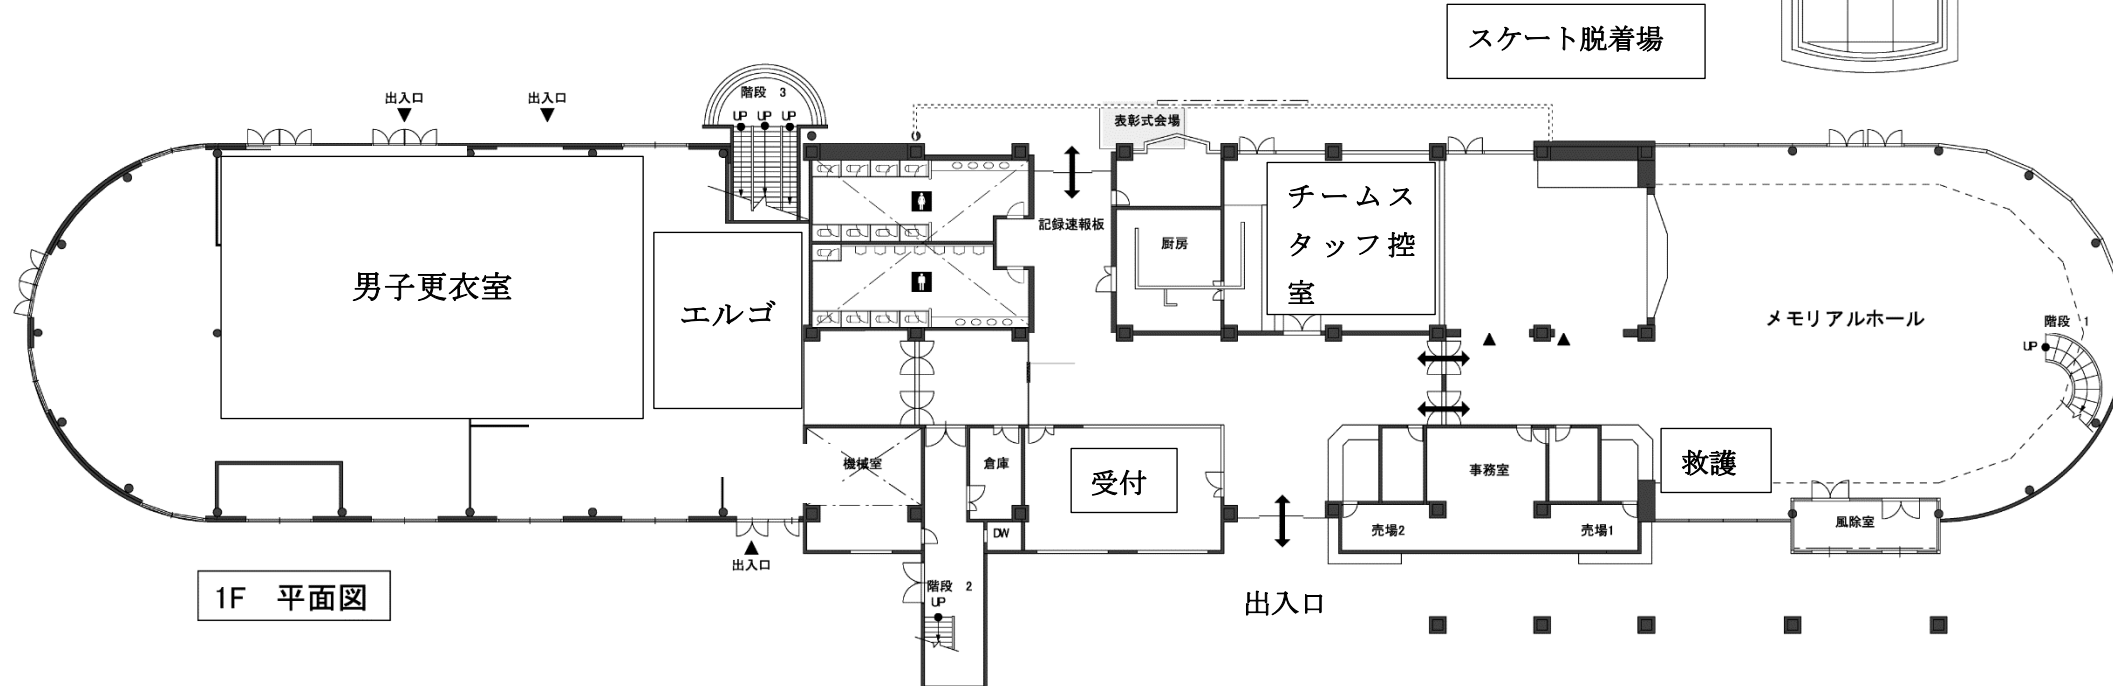 スケート脱着場
階段 3
出入口
出入口
UP
UP
UP
表彰式会場
チームス
タッフ控
室
記録速報板
厨房
男子更衣室
エルゴ
メモリアルホール
階段 1
UP
機械室
倉庫
受付
事務室
救護
DW
売場2
売場1
風除室
出入口
階段 2
UP
出入口
1F 平面図